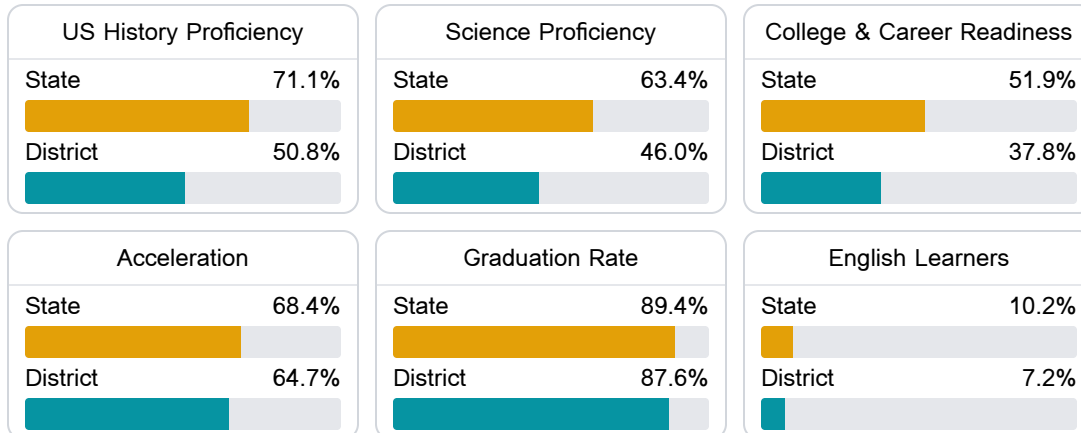 US History Proficiency
State 71.1%
District 50.8%
Science Proficiency
State 63.4%
District 46.0%
College & Career Readiness
State 51.9%
District 37.8%
Acceleration
State 68.4%
District 64.7%
Graduation Rate
State 89.4%
District 87.6%
English Learners
State 10.2%
District 7.2%